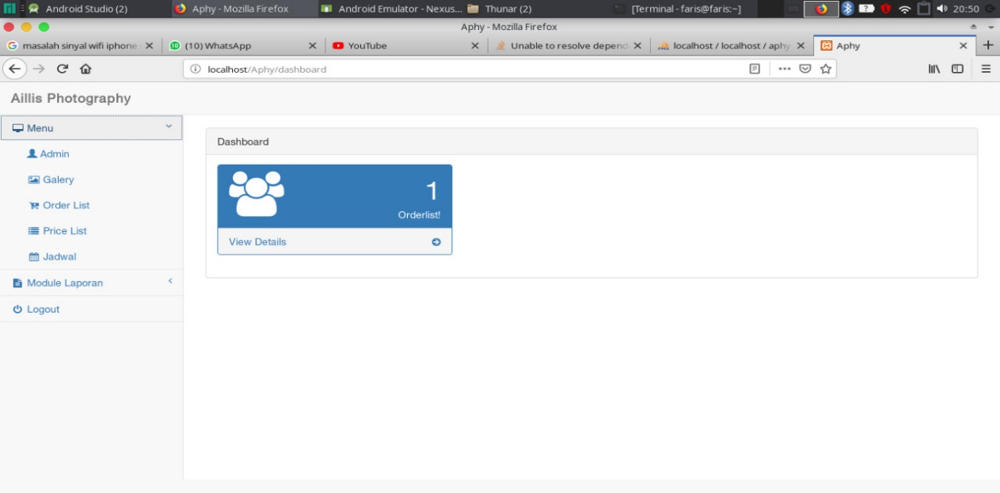 Android Studio (2) Aphy - Mozilla Firefox Android Emulator - Nexus... Thunar (2) [Terminal - faris@faris:~] 20:50
Aphy - Mozilla Firefox
masalah sinyal wifi iphone (10) WhatsApp YouTube Unable to resolve depend localhost / localhost / aphy Aphy
localhost/Aphy/dashboard
Aillis Photography
Menu
Admin
Galery
Order List
Price List
Jadwal
Module Laporan
Logout
Dashboard
1
Orderlist!
View Details